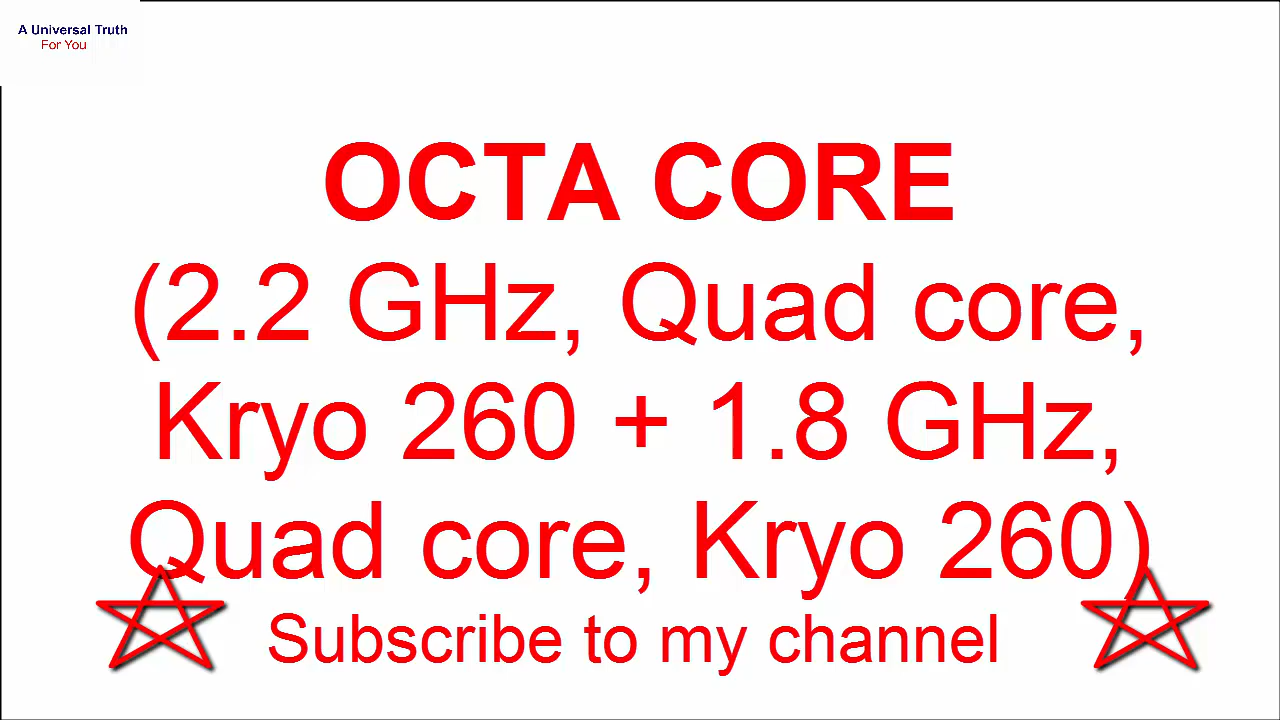 A Universal Truth
For You
OCTA CORE
(2.2 GHz, Quad core,
Kryo 260 + 1.8 GHz,
Quad core, Kryo 260)
Subscribe to my channel